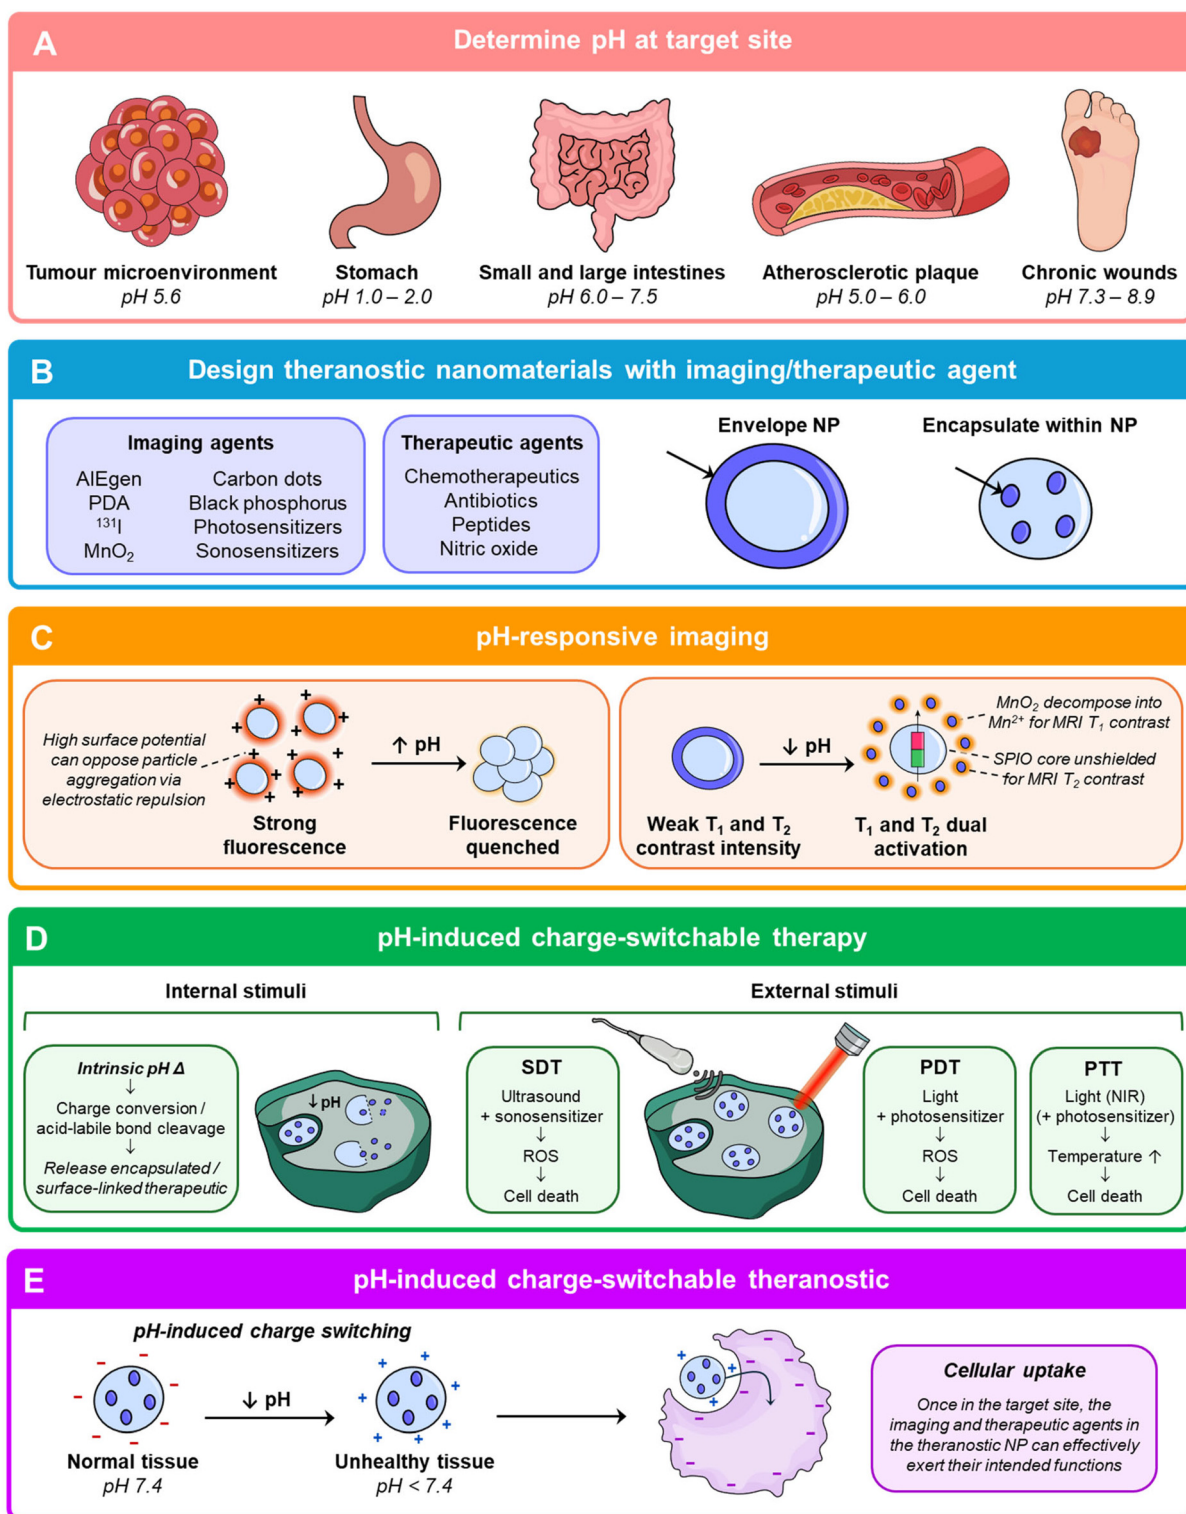 A
Determine pH at target site
Tumour microenvironment
pH 5.6
Stomach
pH 1.0 – 2.0
Small and large intestines
pH 6.0 – 7.5
Atherosclerotic plaque
pH 5.0 – 6.0
Chronic wounds
pH 7.3 – 8.9
B
Design theranostic nanomaterials with imaging/therapeutic agent
Imaging agents
AIEgen
PDA
¹³¹I
MnO₂
Carbon dots
Black phosphorus
Photosensitizers
Sonosensitizers
Therapeutic agents
Chemotherapeutics
Antibiotics
Peptides
Nitric oxide
Envelope NP
Encapsulate within NP
C
pH-responsive imaging
High surface potential
can oppose particle
aggregation via
electrostatic repulsion
+ + + + + + + + + + + +
Strong
fluorescence
↑ pH
Fluorescence
quenched
Weak T₁ and T₂
contrast intensity
↓ pH
T₁ and T₂ dual
activation
MnO₂ decompose into
Mn²⁺ for MRI T₁ contrast
SPIO core unshielded
for MRI T₂ contrast
D
pH-induced charge-switchable therapy
Internal stimuli
Intrinsic pH Δ
↓
Charge conversion /
acid-labile bond cleavage
↓
Release encapsulated /
surface-linked therapeutic
↓ pH
External stimuli
SDT
Ultrasound
+ sonosensitizer
↓
ROS
↓
Cell death
PDT
Light
+ photosensitizer
↓
ROS
↓
Cell death
PTT
Light (NIR)
(+ photosensitizer)
↓
Temperature ↑
↓
Cell death
E
pH-induced charge-switchable theranostic
pH-induced charge switching
Normal tissue
pH 7.4
↓ pH
Unhealthy tissue
pH < 7.4
Cellular uptake
Once in the target site, the
imaging and therapeutic agents in
the theranostic NP can effectively
exert their intended functions